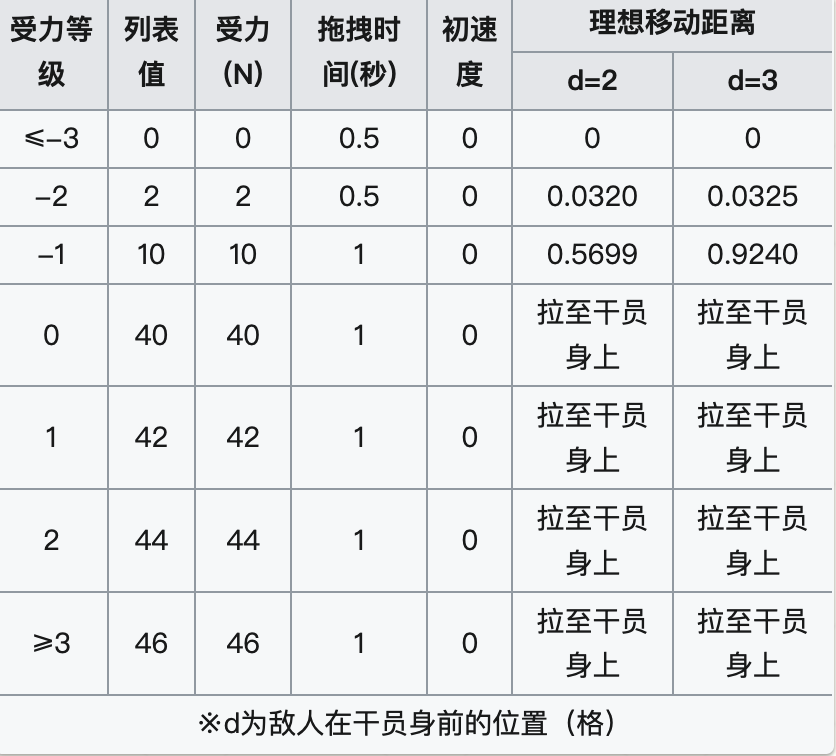 受力等级 列表值 受力(N) 拖拽时间(秒) 初速度 理想移动距离
d=2 d=3
≤-3 0 0 0.5 0 0 0
-2 2 2 0.5 0 0.0320 0.0325
-1 10 10 1 0 0.5699 0.9240
0 40 40 1 0 拉至干员身上 拉至干员身上
1 42 42 1 0 拉至干员身上 拉至干员身上
2 44 44 1 0 拉至干员身上 拉至干员身上
≥3 46 46 1 0 拉至干员身上 拉至干员身上
※d为敌人在干员身前的位置（格）